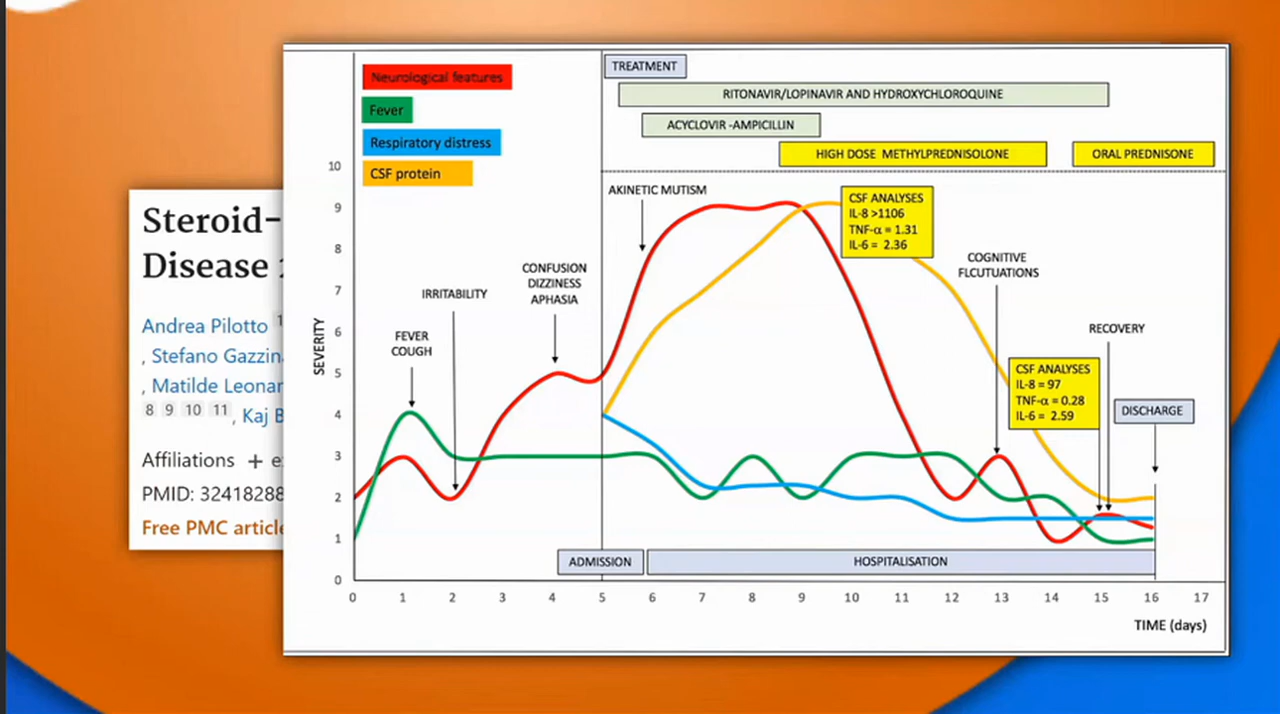 Steroid-
Disease
Andrea Pilotto
, Stefano Gazzin
, Matilde Leonar
8 9 10 11 , Kaj B
Affiliations + e
PMID: 32418288
Free PMC article
Neurological features
Fever
Respiratory distress
CSF protein
TREATMENT
RITONAVIR/LOPINAVIR AND HYDROXYCHLOROQUINE
ACYCLOVIR -AMPICILLIN
HIGH DOSE METHYLPREDNISOLONE
ORAL PREDNISONE
SEVERITY
10
9
8
7
6
5
4
3
2
1
0
FEVER
COUGH
IRRITABILITY
CONFUSION
DIZZINESS
APHASIA
AKINETIC MUTISM
CSF ANALYSES
IL-8 >1106
TNF-α = 1.31
IL-6 = 2.36
COGNITIVE
FLCUTUATIONS
RECOVERY
CSF ANALYSES
IL-8 = 97
TNF-α = 0.28
IL-6 = 2.59
DISCHARGE
ADMISSION
HOSPITALISATION
0 1 2 3 4 5 6 7 8 9 10 11 12 13 14 15 16 17
TIME (days)